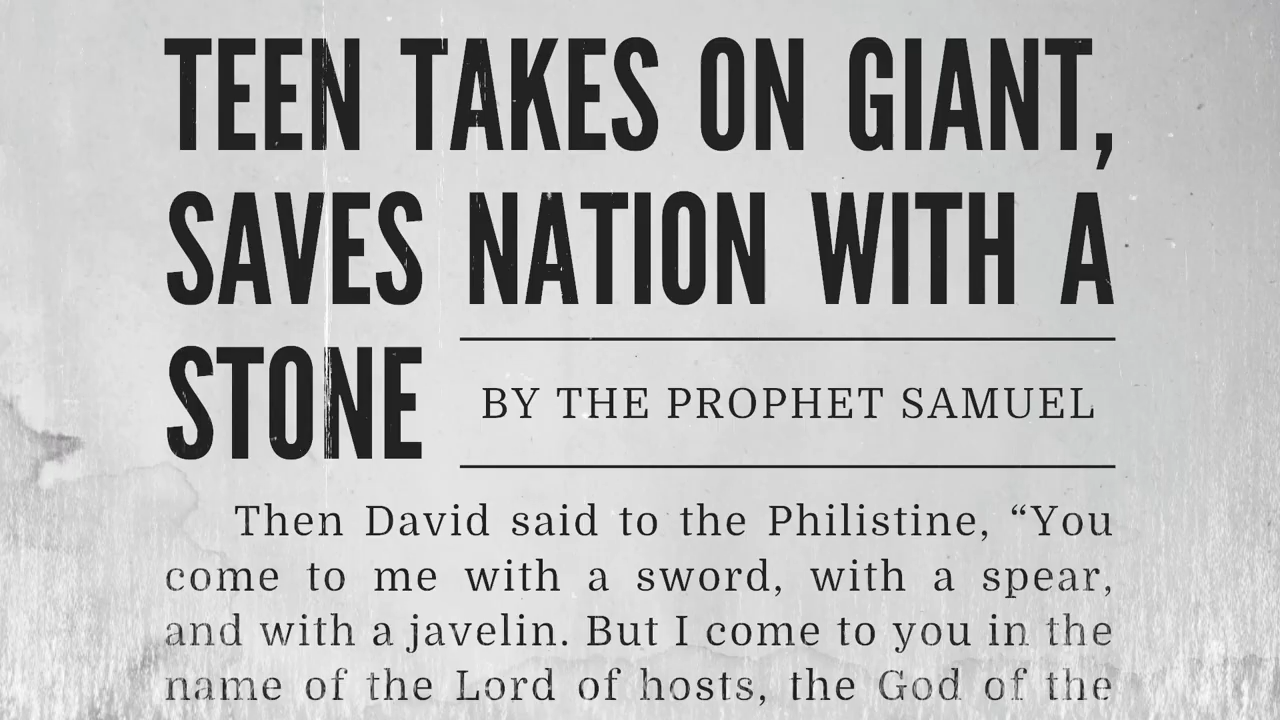 TEEN TAKES ON GIANT,
SAVES NATION WITH A
STONE
BY THE PROPHET SAMUEL
Then David said to the Philistine, “You
come to me with a sword, with a spear,
and with a javelin. But I come to you in the
name of the Lord of hosts, the God of the